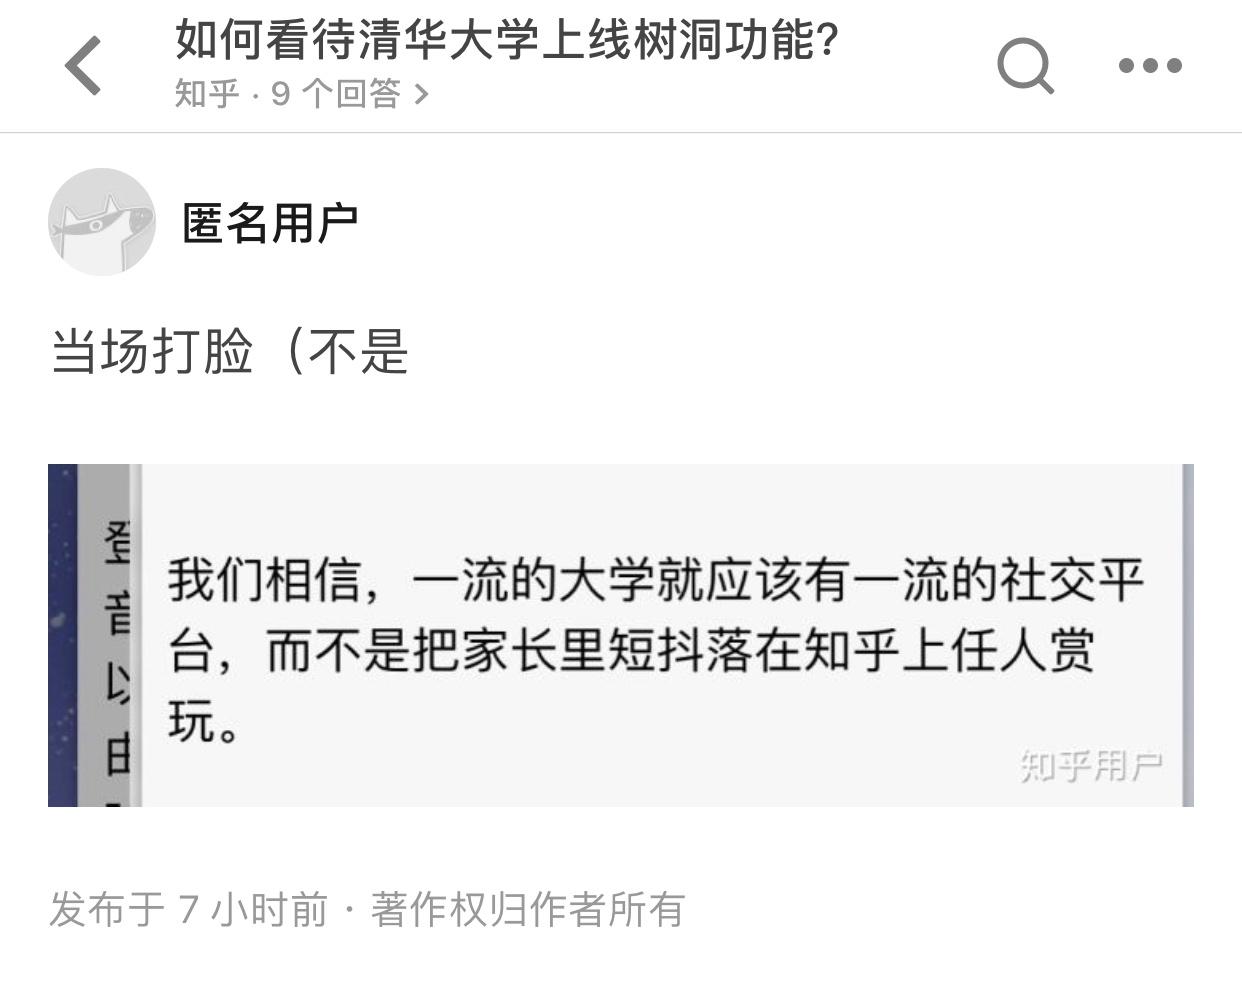 如何看待清华大学上线树洞功能?
知乎 · 9 个回答 >
匿名用户
当场打脸（不是
登
音
以
由
我们相信，一流的大学就应该有一流的社交平
台，而不是把家长里短抖落在知乎上任人赏
玩。
知乎用户
发布于 7 小时前 · 著作权归作者所有